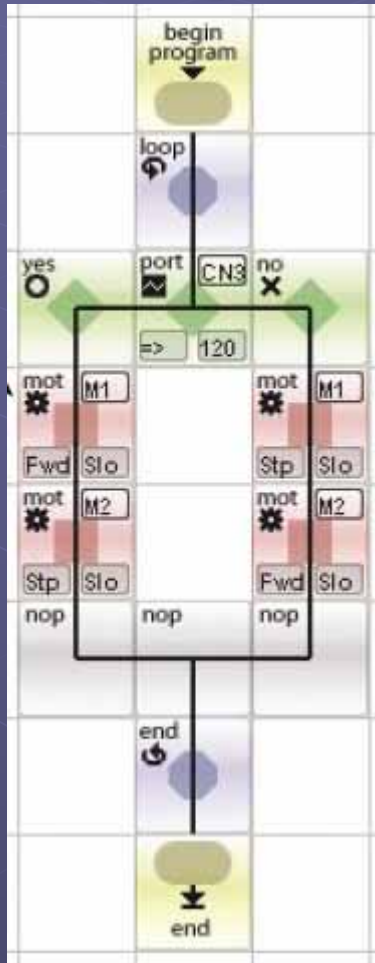 begin
program
loop
yes
port
CN3
no
=>
120
mot
M1
mot
M1
Fwd
Slo
Stp
Slo
mot
M2
mot
M2
Stp
Slo
Fwd
Slo
nop
nop
nop
end
end